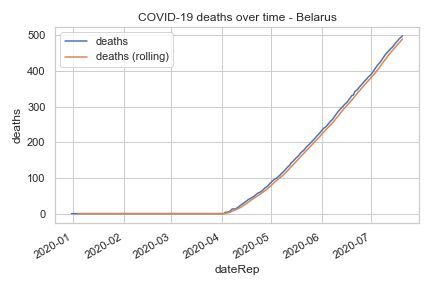 COVID-19 deaths over time - Belarus
deaths
deaths (rolling)
500
400
300
200
100
0
deaths
2020-01
2020-02
2020-03
2020-04
2020-05
2020-06
2020-07
dateRep